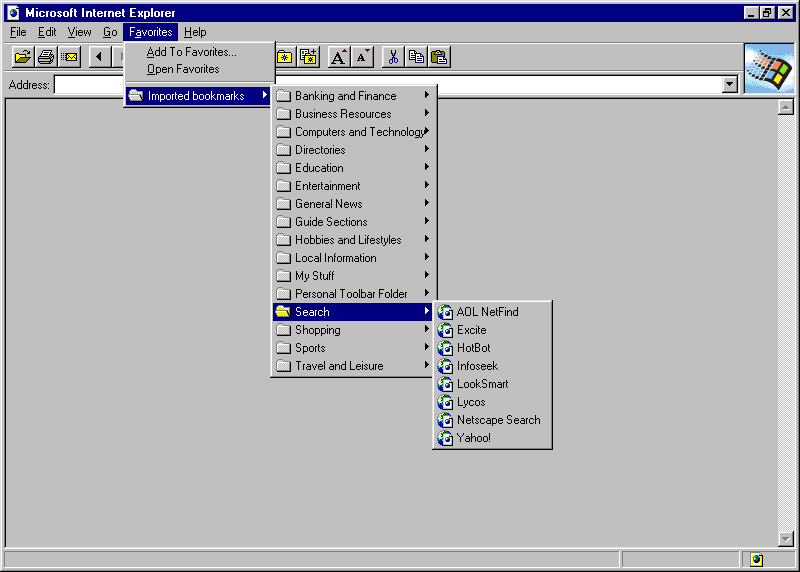 Microsoft Internet Explorer
File Edit View Go Favorites Help
Add To Favorites...
Open Favorites
Address:
Imported bookmarks
Banking and Finance
Business Resources
Computers and Technology
Directories
Education
Entertainment
General News
Guide Sections
Hobbies and Lifestyles
Local Information
My Stuff
Personal Toolbar Folder
Search
Shopping
Sports
Travel and Leisure
AOL NetFind
Excite
HotBot
Infoseek
LookSmart
Lycos
Netscape Search
Yahoo!